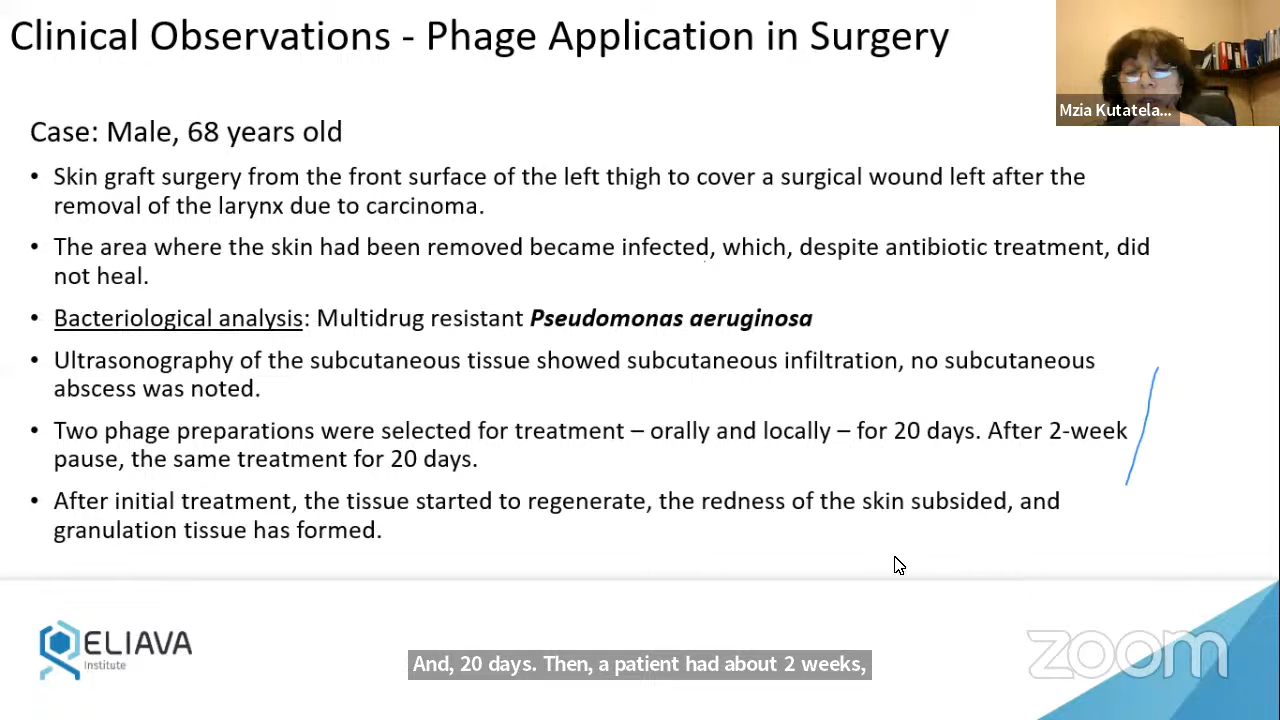 Clinical Observations - Phage Application in Surgery
Mzia Kutatela...
Case: Male, 68 years old
• Skin graft surgery from the front surface of the left thigh to cover a surgical wound left after the
removal of the larynx due to carcinoma.
• The area where the skin had been removed became infected, which, despite antibiotic treatment, did
not heal.
• Bacteriological analysis: Multidrug resistant Pseudomonas aeruginosa
• Ultrasonography of the subcutaneous tissue showed subcutaneous infiltration, no subcutaneous
abscess was noted.
• Two phage preparations were selected for treatment – orally and locally – for 20 days. After 2-week
pause, the same treatment for 20 days.
• After initial treatment, the tissue started to regenerate, the redness of the skin subsided, and
granulation tissue has formed.
ELIAVA
Institute
And, 20 days. Then, a patient had about 2 weeks,
zoom